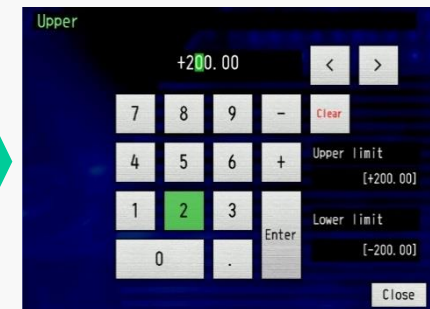 Upper
+200.00
< >
7 8 9 - Clear
4 5 6 + Upper limit
[+200.00]
1 2 3 Enter Lower limit
0 . [-200.00]
Close